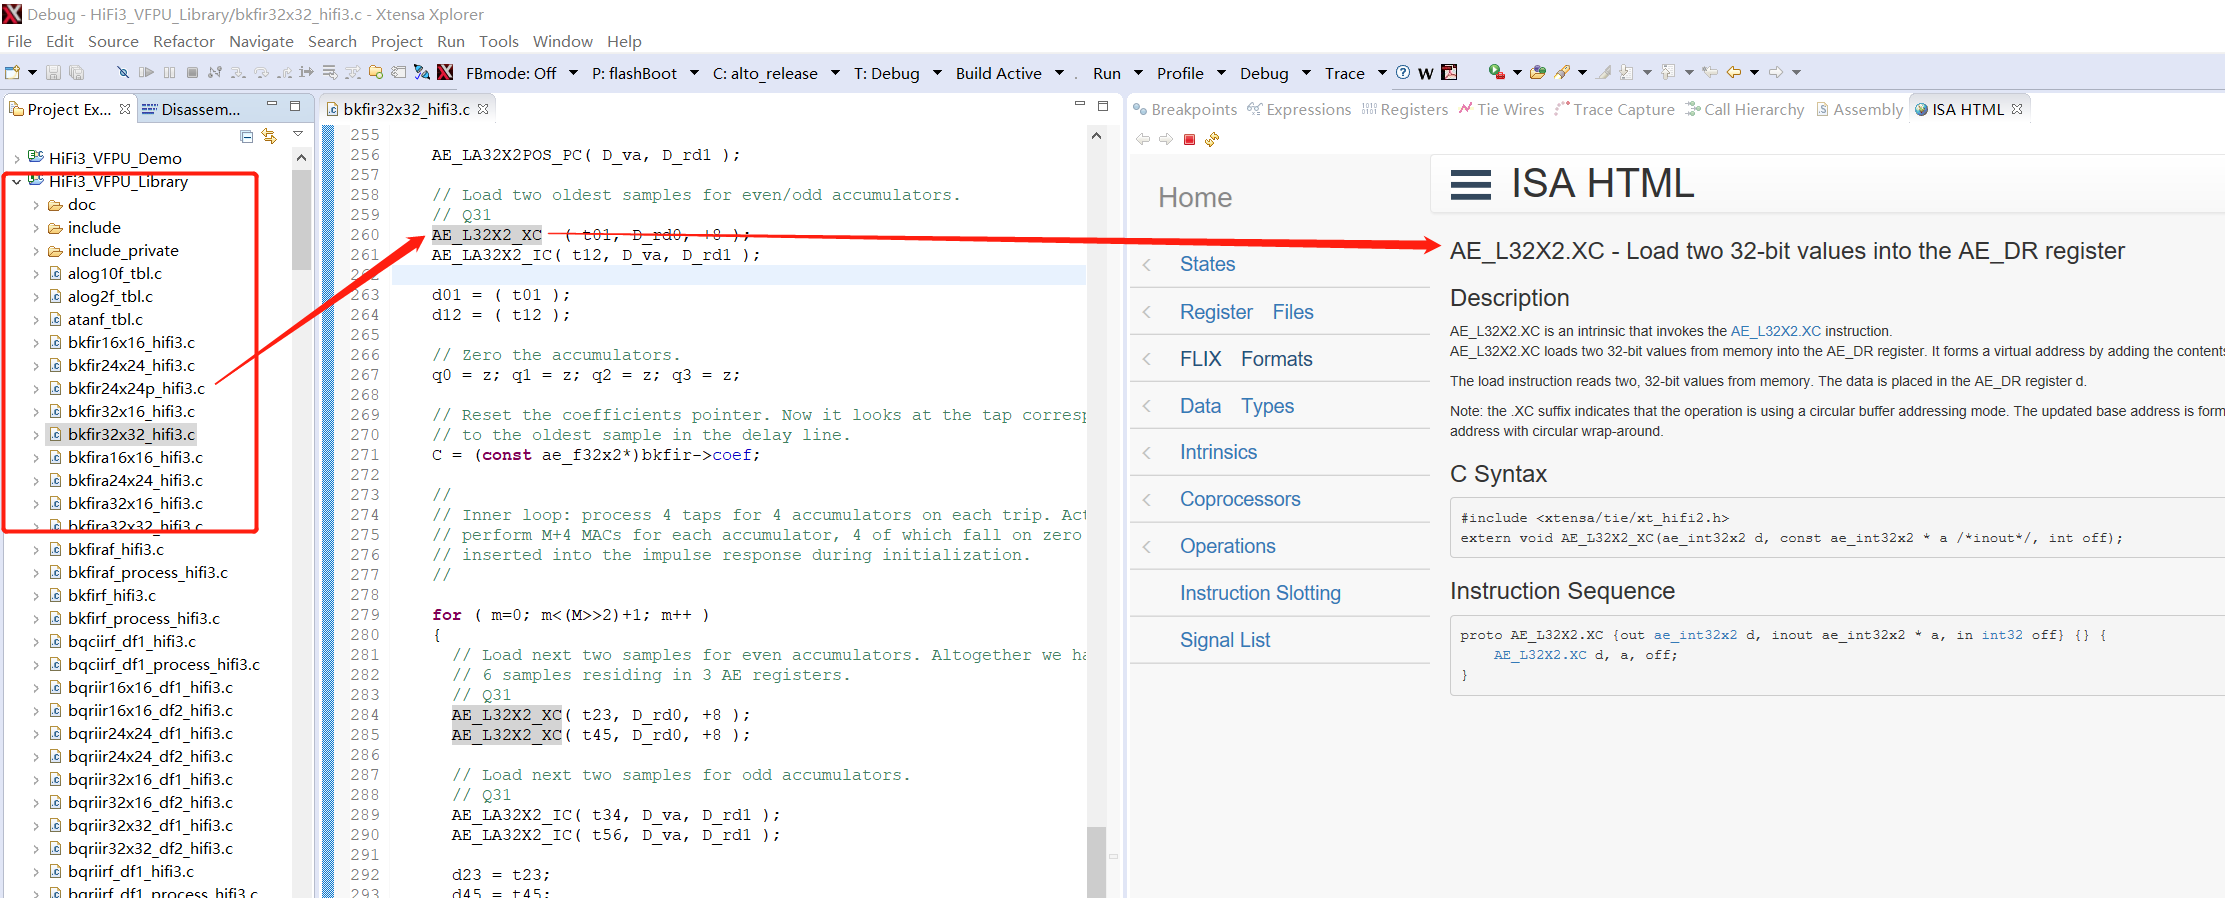 Debug - HiFi3_VFPU_Library/bkfir32x32_hifi3.c - Xtensa Xplorer
File Edit Source Refactor Navigate Search Project Run Tools Window Help
FBmode: Off P: flashBoot C: alto_release T: Debug Build Active Run Profile Debug Trace
Project Ex... Disassem...
HiFi3_VFPU_Demo
HiFi3_VFPU_Library
doc
include
include_private
alog10f_tbl.c
alog2f_tbl.c
atanf_tbl.c
bkfir16x16_hifi3.c
bkfir24x24_hifi3.c
bkfir24x24p_hifi3.c
bkfir32x16_hifi3.c
bkfir32x32_hifi3.c
bkfira16x16_hifi3.c
bkfira24x24_hifi3.c
bkfira32x16_hifi3.c
bkfira32x32_hifi3.c
bkfiraf_hifi3.c
bkfiraf_process_hifi3.c
bkfirf_hifi3.c
bkfirf_process_hifi3.c
bqciirf_df1_hifi3.c
bqciirf_df1_process_hifi3.c
bqriir16x16_df1_hifi3.c
bqriir16x16_df2_hifi3.c
bqriir24x24_df1_hifi3.c
bqriir24x24_df2_hifi3.c
bqriir32x16_df1_hifi3.c
bqriir32x16_df2_hifi3.c
bqriir32x32_df1_hifi3.c
bqriir32x32_df2_hifi3.c
bqriirf_df1_hifi3.c
bqriirf_df1_process_hifi3.c
bkfir32x32_hifi3.c
255
256 AE_LA32X2POS_PC( D_va, D_rd1 );
257
258 // Load two oldest samples for even/odd accumulators.
259 // Q31
260 AE_L32X2_XC ( t01, D_rd0, +8 );
261 AE_LA32X2_IC( t12, D_va, D_rd1 );
262
263 d01 = ( t01 );
264 d12 = ( t12 );
265
266 // Zero the accumulators.
267 q0 = z; q1 = z; q2 = z; q3 = z;
268
269 // Reset the coefficients pointer. Now it looks at the tap corresp
270 // to the oldest sample in the delay line.
271 C = (const ae_f32x2*)bkfir->coef;
272
273 //
274 // Inner loop: process 4 taps for 4 accumulators on each trip. Act
275 // perform M+4 MACs for each accumulator, 4 of which fall on zero
276 // inserted into the impulse response during initialization.
277 //
278
279 for ( m=0; m<(M>>2)+1; m++ )
280 {
281 // Load next two samples for even accumulators. Altogether we ha
282 // 6 samples residing in 3 AE registers.
283 // Q31
284 AE_L32X2_XC( t23, D_rd0, +8 );
285 AE_L32X2_XC( t45, D_rd0, +8 );
286
287 // Load next two samples for odd accumulators.
288 // Q31
289 AE_LA32X2_IC( t34, D_va, D_rd1 );
290 AE_LA32X2_IC( t56, D_va, D_rd1 );
291
292 d23 = t23;
293 d45 = t45;
Breakpoints Expressions Registers Tie Wires Trace Capture Call Hierarchy Assembly ISA HTML
Home
States
Register Files
FLIX Formats
Data Types
Intrinsics
Coprocessors
Operations
Instruction Slotting
Signal List
ISA HTML
AE_L32X2.XC - Load two 32-bit values into the AE_DR register
Description
AE_L32X2.XC is an intrinsic that invokes the AE_L32X2.XC instruction.
AE_L32X2.XC loads two 32-bit values from memory into the AE_DR register. It forms a virtual address by adding the contents
The load instruction reads two, 32-bit values from memory. The data is placed in the AE_DR register d.
Note: the .XC suffix indicates that the operation is using a circular buffer addressing mode. The updated base address is form
address with circular wrap-around.
C Syntax
#include <xtensa/tie/xt_hifi2.h>
extern void AE_L32X2_XC(ae_int32x2 d, const ae_int32x2 * a /*inout*/, int off);
Instruction Sequence
proto AE_L32X2.XC {out ae_int32x2 d, inout ae_int32x2 * a, in int32 off} {} {
AE_L32X2.XC d, a, off;
}